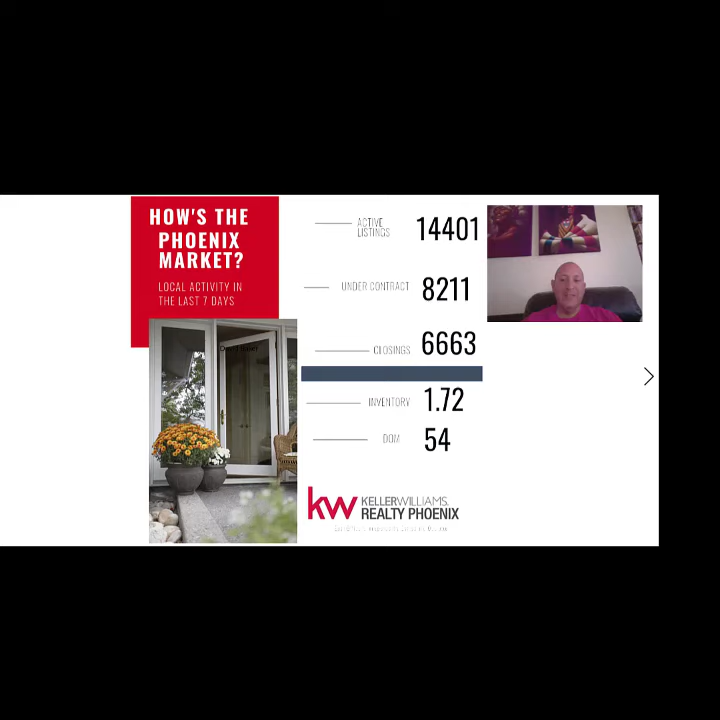 HOW'S THE
PHOENIX
MARKET?
LOCAL ACTIVITY IN
THE LAST 7 DAYS
ACTIVE
LISTINGS
14401
UNDER CONTRACT 8211
CLOSINGS 6663
INVENTORY 1.72
DOM 54
kw KELLERWILLIAMS.
REALTY PHOENIX